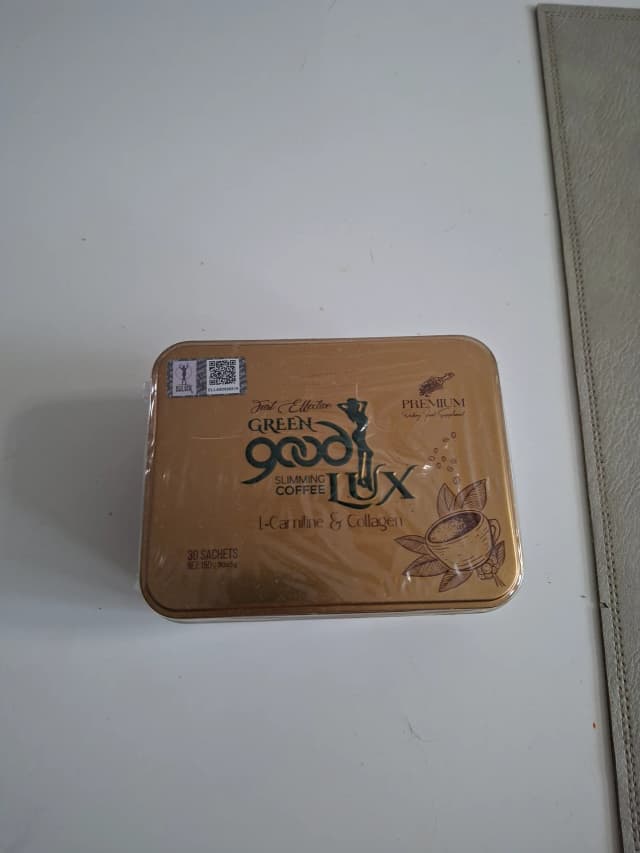 Fast Effective
GREEN
good
SLIMMING
COFFEE
LUX
L-Carnitine & Collagen
PREMIUM
30 SACHETS